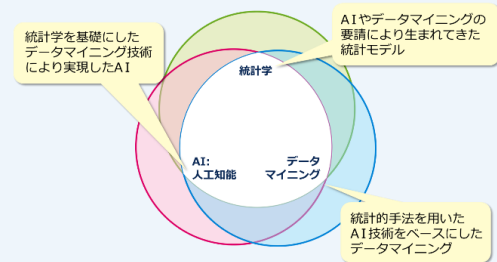 統計学を基礎にした
データマイニング技術
により実現したAI
AIやデータマイニングの
要請により生まれてきた
統計モデル
統計学
AI:
人工知能
データ
マイニング
統計的手法を用いた
AI技術をベースにした
データマイニング